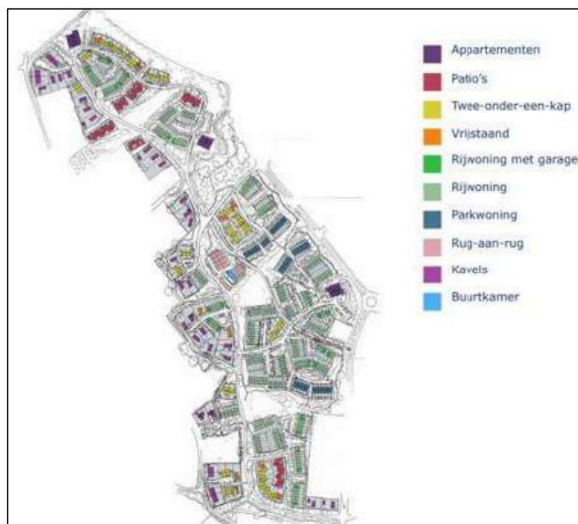 Appartementen
Patio's
Twee-onder-een-kap
Vrijstaand
Rijwoning met garage
Rijwoning
Parkwoning
Rug-aan-rug
Kavels
Buurtkamer